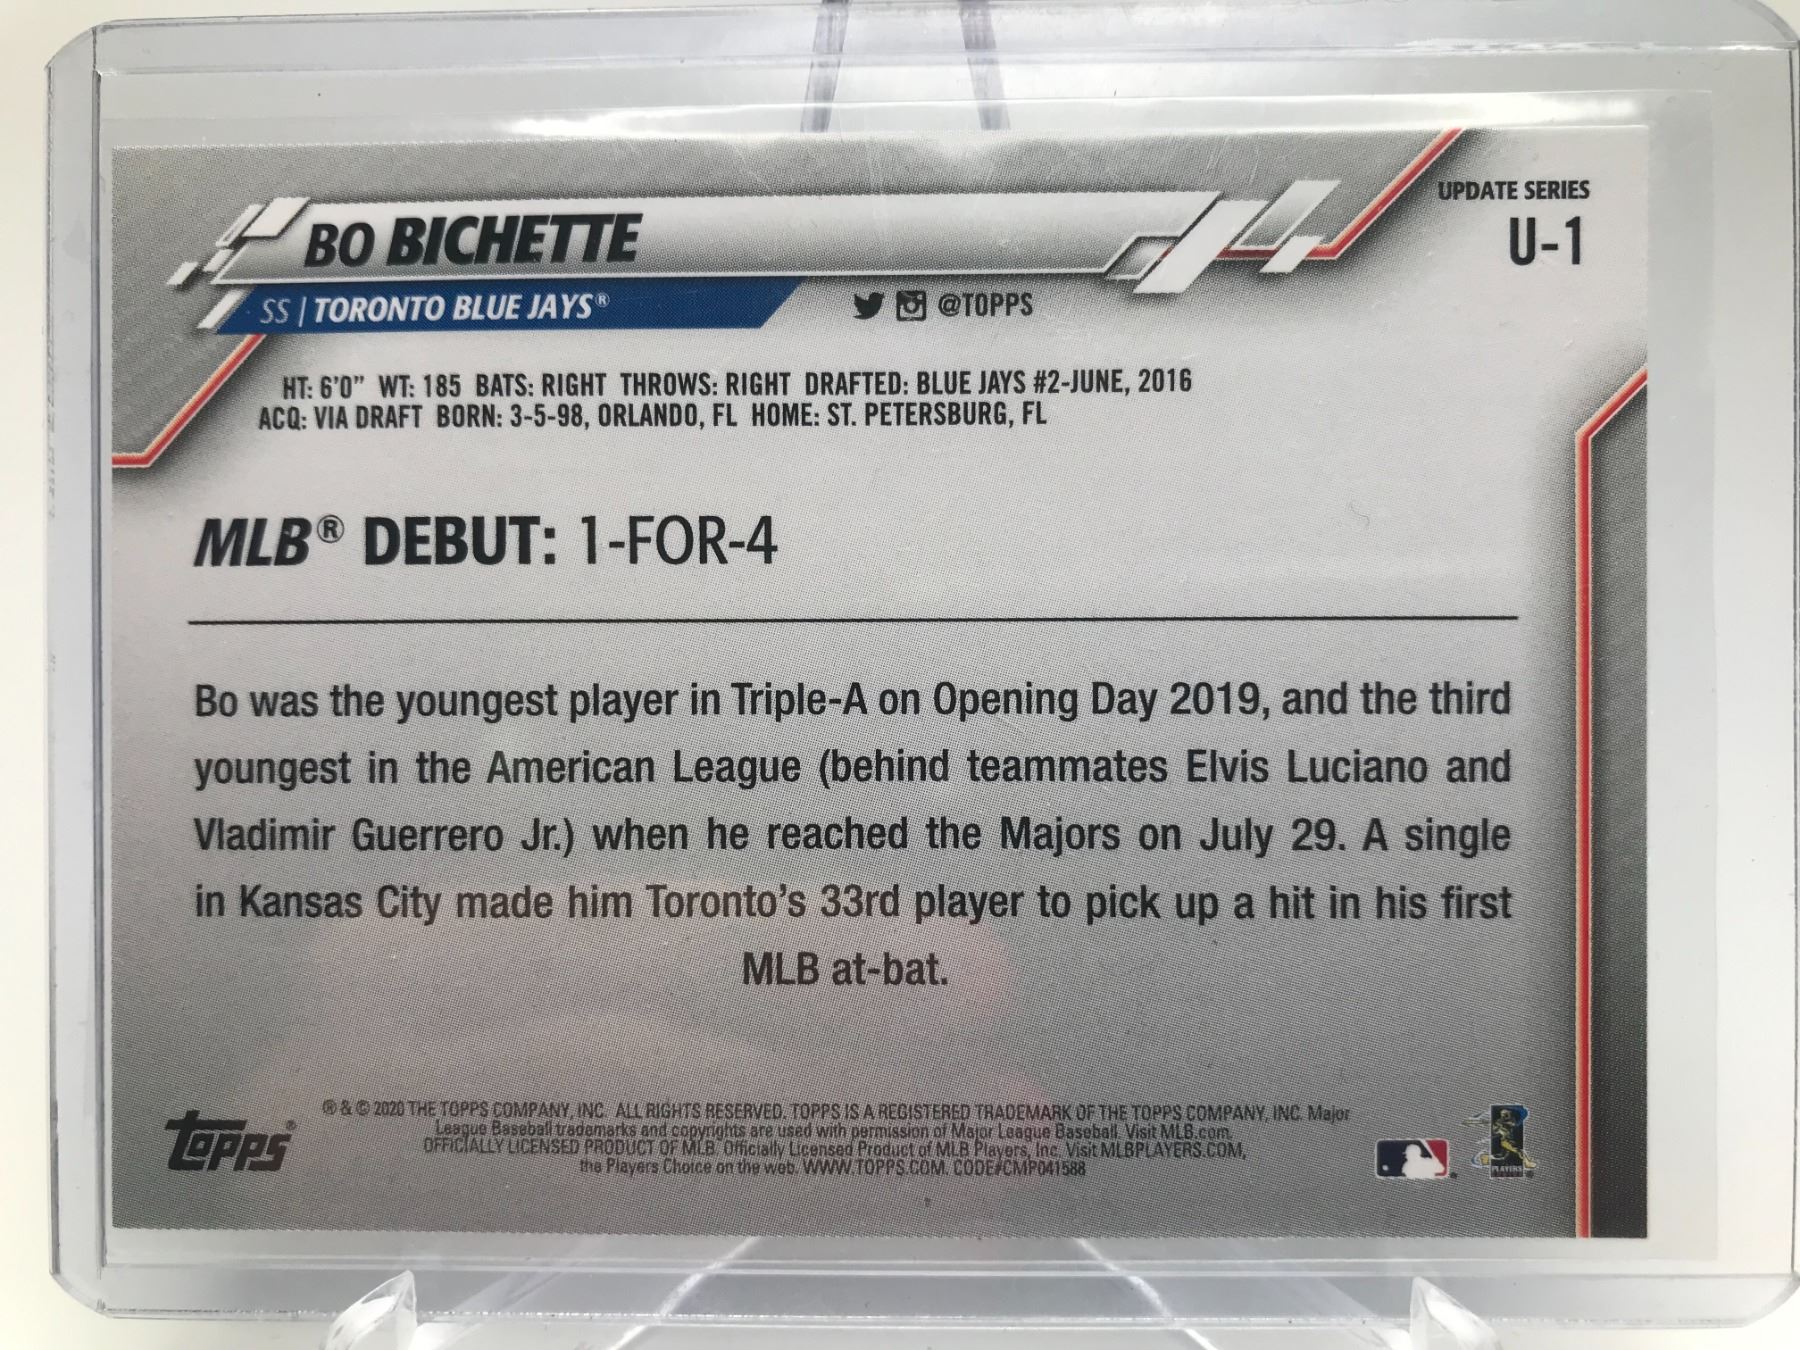 BO BICHETTE
UPDATE SERIES
U-1
SS | TORONTO BLUE JAYS®
@TOPPS
HT: 6'0" WT: 185 BATS: RIGHT THROWS: RIGHT DRAFTED: BLUE JAYS #2-JUNE, 2016
ACQ: VIA DRAFT BORN: 3-5-98, ORLANDO, FL HOME: ST. PETERSBURG, FL
MLB® DEBUT: 1-FOR-4
Bo was the youngest player in Triple-A on Opening Day 2019, and the third
youngest in the American League (behind teammates Elvis Luciano and
Vladimir Guerrero Jr.) when he reached the Majors on July 29. A single
in Kansas City made him Toronto's 33rd player to pick up a hit in his first
MLB at-bat.
® & © 2020 THE TOPPS COMPANY, INC. ALL RIGHTS RESERVED. TOPPS IS A REGISTERED TRADEMARK OF THE TOPPS COMPANY, INC. Major
League Baseball trademarks and copyrights are used with permission of Major League Baseball. Visit MLB.com.
OFFICIALLY LICENSED PRODUCT OF MLB. Officially Licensed Product of MLB Players, Inc. Visit MLBPLAYERS.COM,
the Players Choice on the web. WWW.TOPPS.COM. CODE#CMP041588
Topps®
PLAYERS